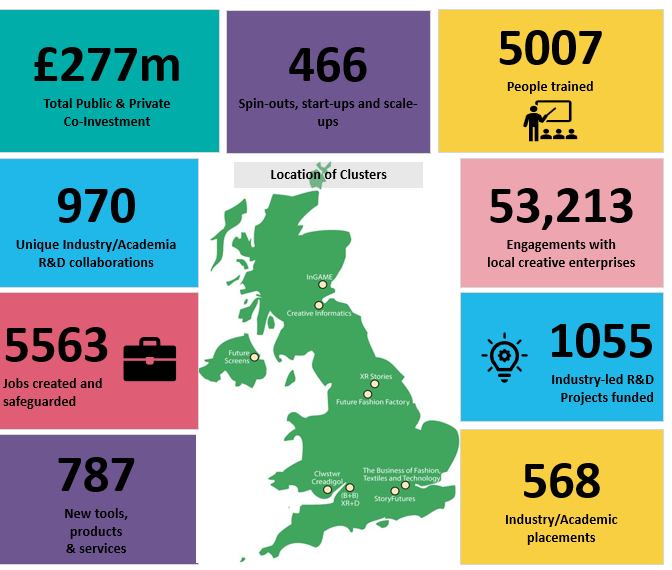 £277m
Total Public & Private
Co-Investment
466
Spin-outs, start-ups and scale-
ups
5007
People trained
970
Unique Industry/Academia
R&D collaborations
Location of Clusters
53,213
Engagements with
local creative enterprises
5563
Jobs created and
safeguarded
InGAME
Creative Informatics
Future
Screens
XR Stories
Future Fashion Factory
1055
Industry-led R&D
Projects funded
787
New tools,
products
& services
Clwstwr
Creadigol
(B+B)
XR+D
The Business of Fashion,
Textiles and Technology
StoryFutures
568
Industry/Academic
placements